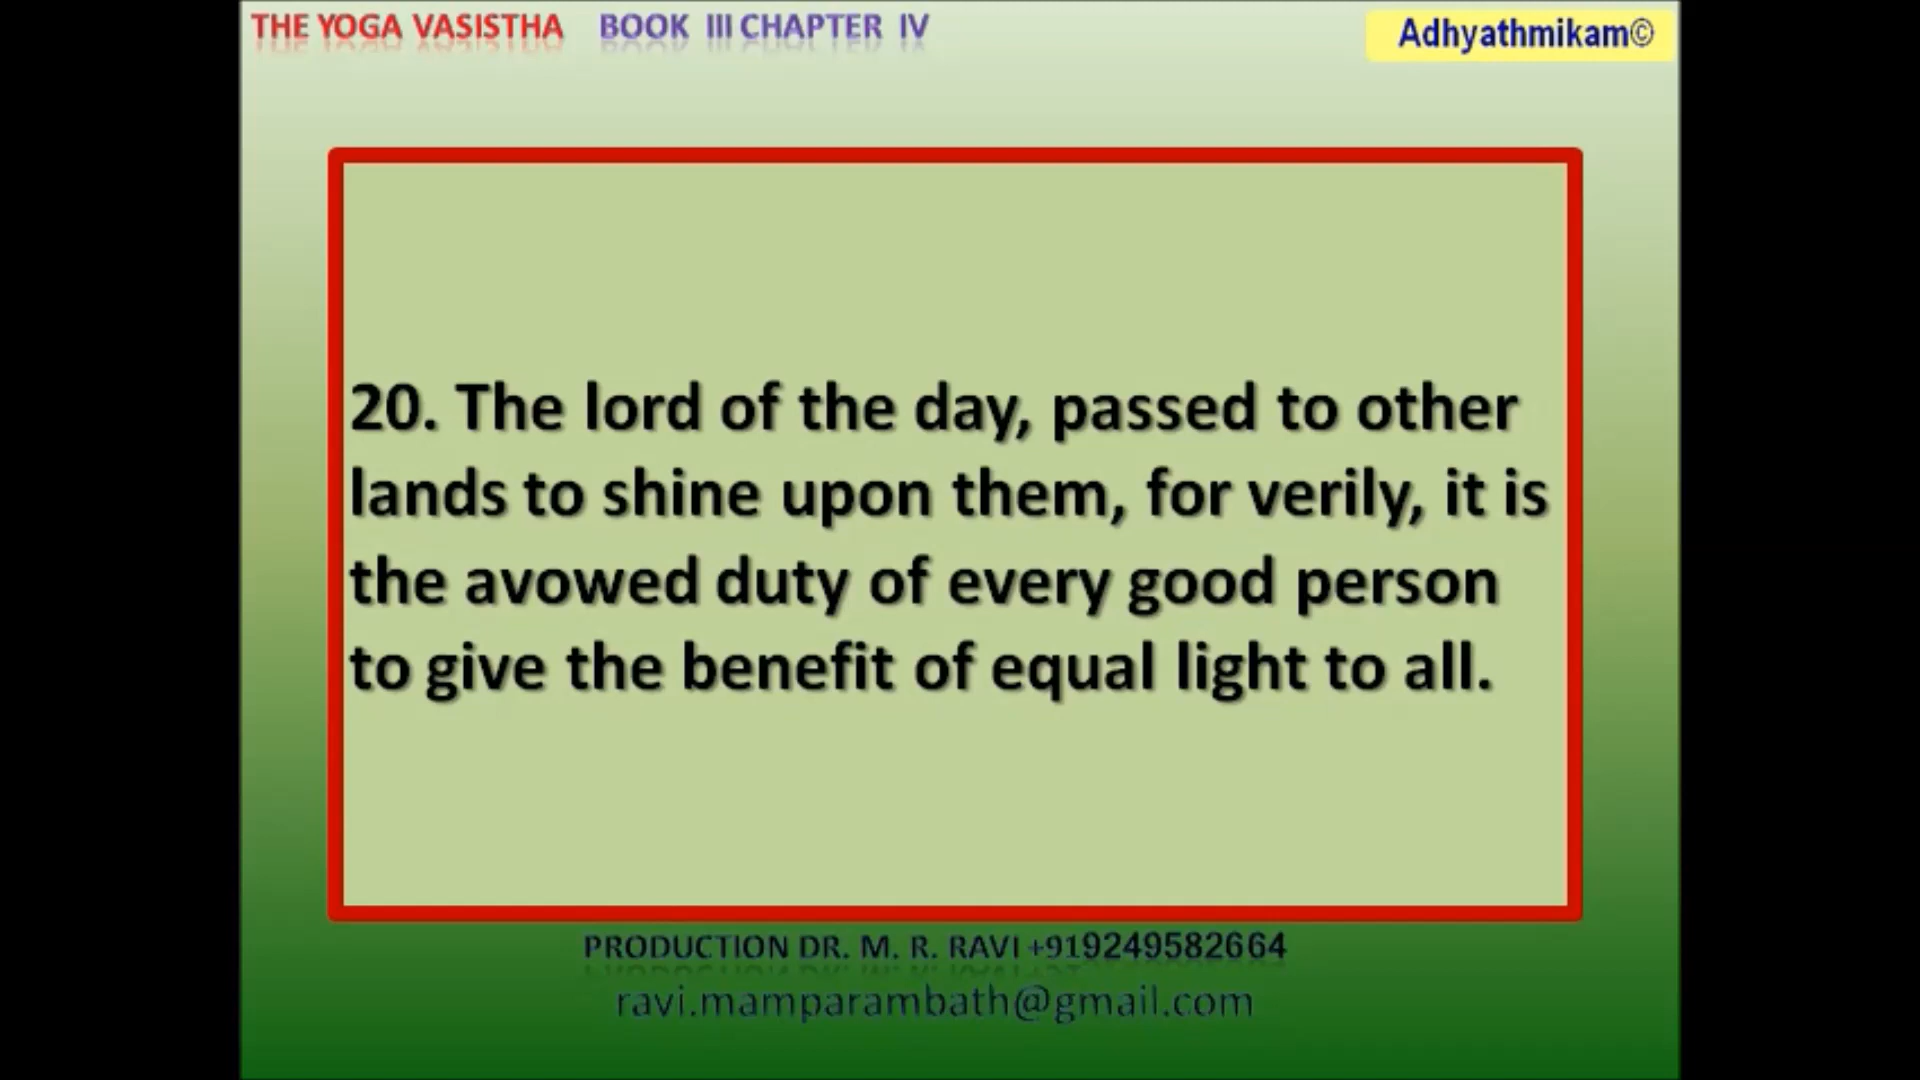 THE YOGA VASISTHA BOOK III CHAPTER IV
Adhyathmikam©
20. The lord of the day, passed to other
lands to shine upon them, for verily, it is
the avowed duty of every good person
to give the benefit of equal light to all.
PRODUCTION DR. M. R. RAVI +919249582664
ravi.mamparambath@gmail.com